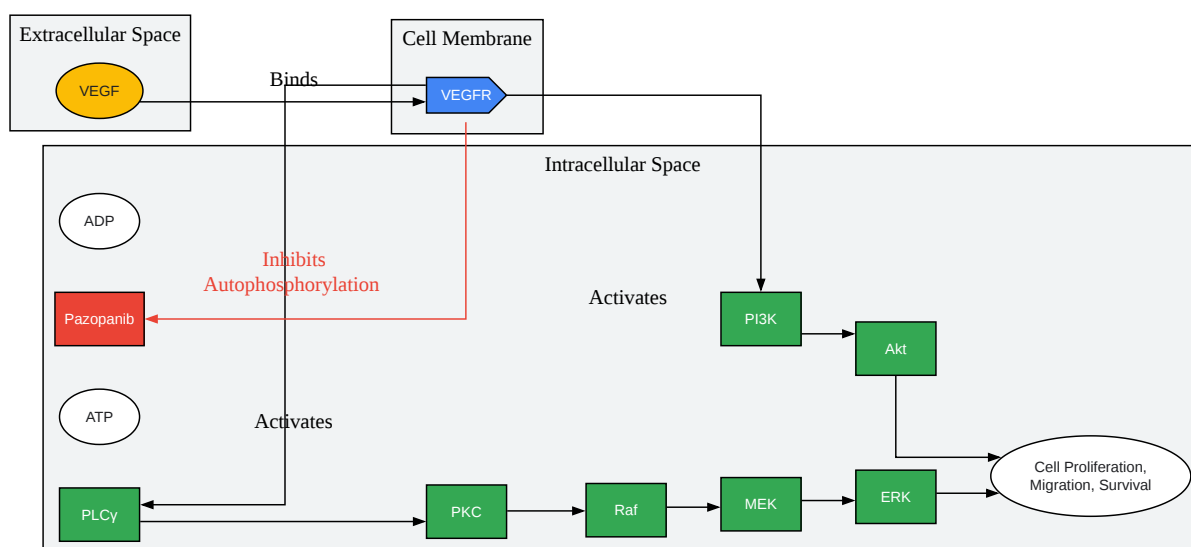 Extracellular Space
Cell Membrane
VEGF
Binds
VEGFR
Intracellular Space
ADP
Inhibits
Autophosphorylation
Activates
Pazopanib
PI3K
Akt
ATP
Activates
Cell Proliferation,
Migration, Survival
PLCγ
PKC
Raf
MEK
ERK